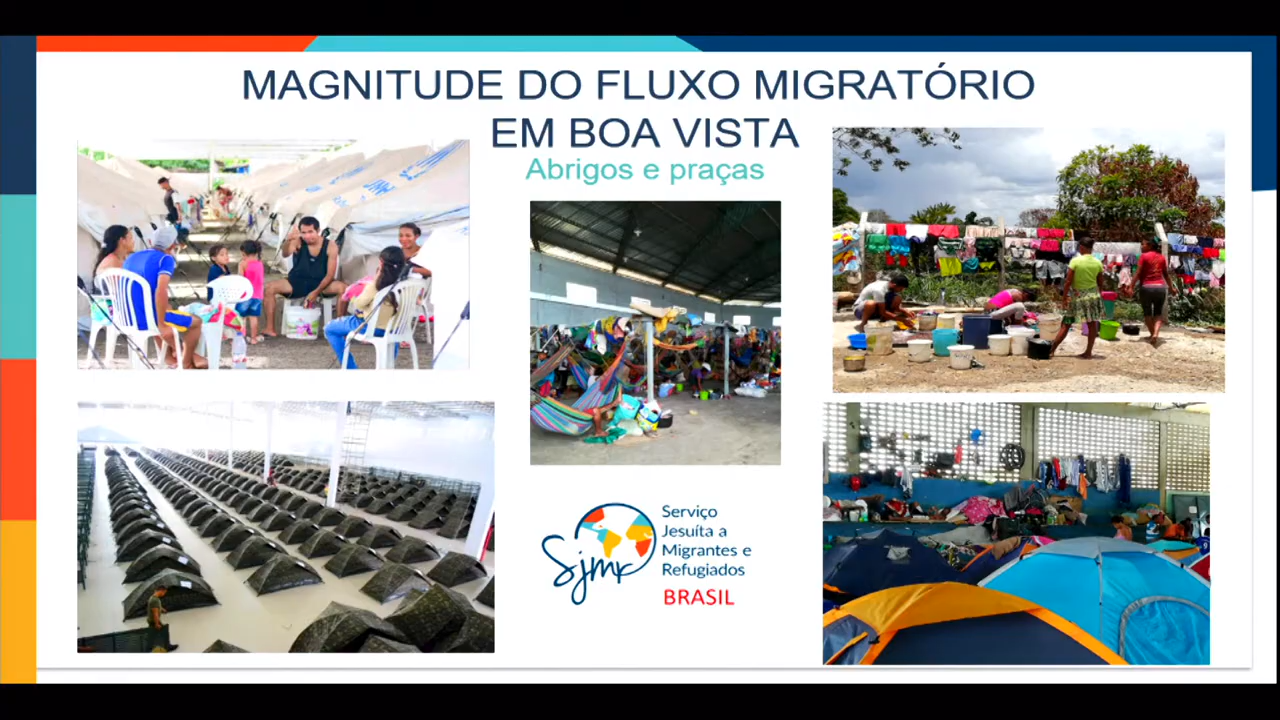 MAGNITUDE DO FLUXO MIGRATÓRIO
EM BOA VISTA
Abrigos e praças
sjmr
Serviço
Jesuíta a
Migrantes e
Refugiados
BRASIL